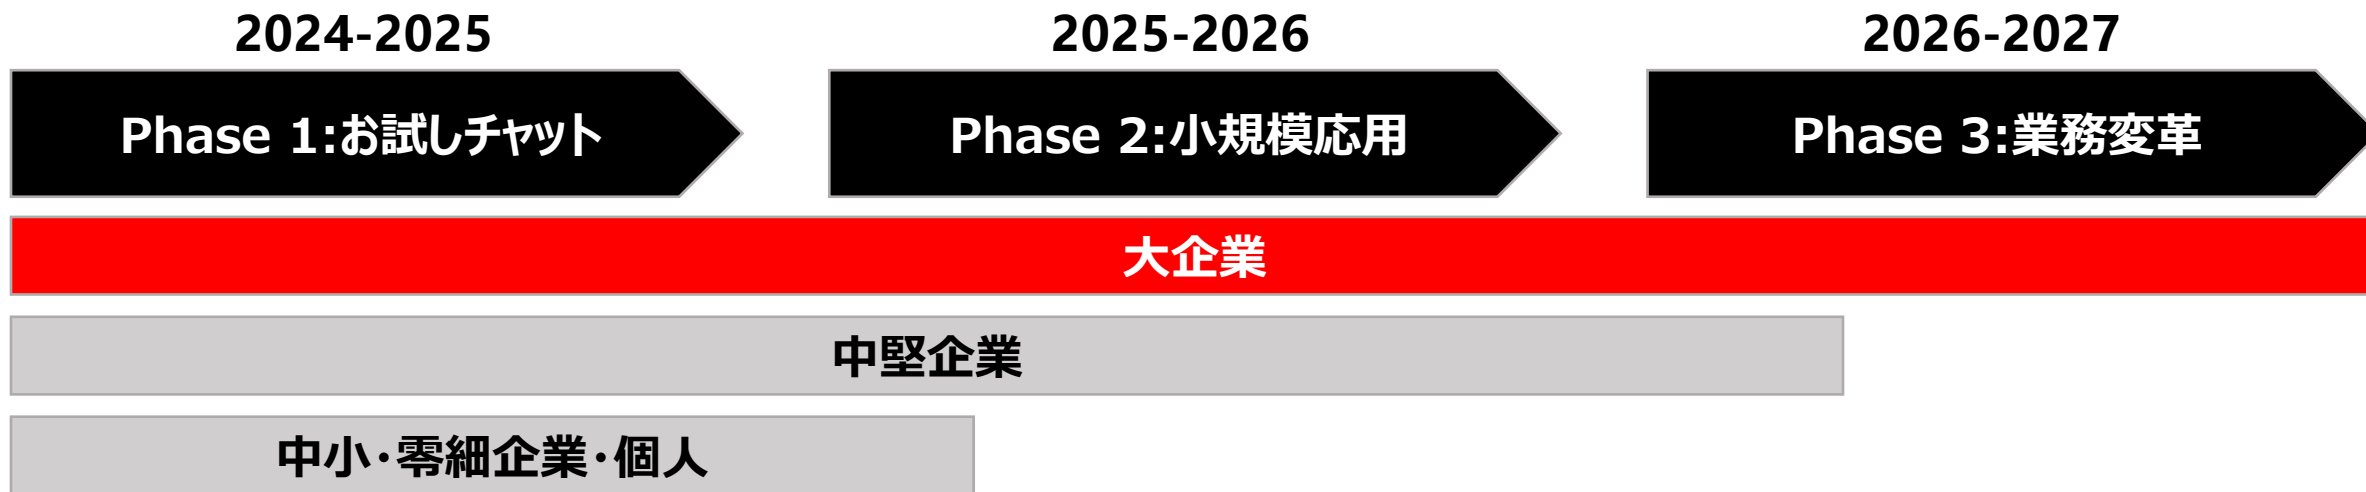 2024-2025
2025-2026
2026-2027
Phase 1:お試しチャット
Phase 2:小規模応用
Phase 3:業務変革
大企業
中堅企業
中小・零細企業・個人